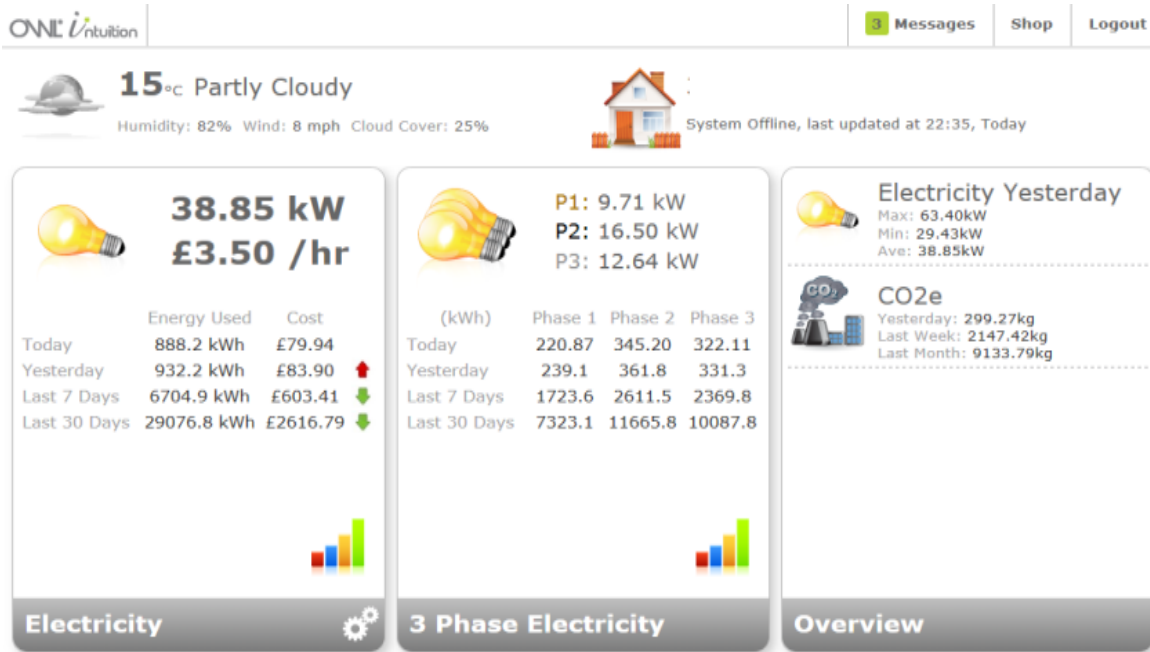 OWL intuition
3 Messages Shop Logout
15°C Partly Cloudy
Humidity: 82% Wind: 8 mph Cloud Cover: 25%
:
System Offline, last updated at 22:35, Today
38.85 kW
£3.50 /hr
Energy Used Cost
Today 888.2 kWh £79.94
Yesterday 932.2 kWh £83.90
Last 7 Days 6704.9 kWh £603.41
Last 30 Days 29076.8 kWh £2616.79
Electricity
P1: 9.71 kW
P2: 16.50 kW
P3: 12.64 kW
(kWh) Phase 1 Phase 2 Phase 3
Today 220.87 345.20 322.11
Yesterday 239.1 361.8 331.3
Last 7 Days 1723.6 2611.5 2369.8
Last 30 Days 7323.1 11665.8 10087.8
3 Phase Electricity
Electricity Yesterday
Max: 63.40kW
Min: 29.43kW
Ave: 38.85kW
CO2
CO2e
Yesterday: 299.27kg
Last Week: 2147.42kg
Last Month: 9133.79kg
Overview